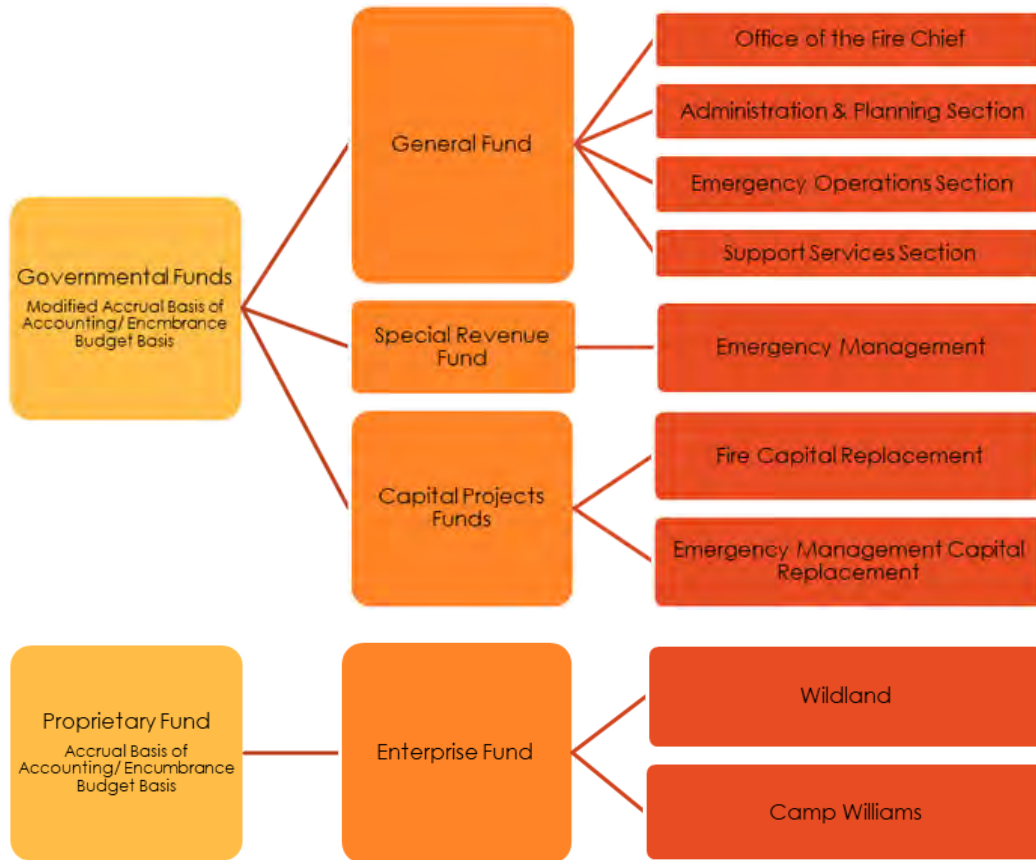 Governmental Funds
Modified Accrual Basis of
Accounting/ Encmbrance
Budget Basis
General Fund
Office of the Fire Chief
Administration & Planning Section
Emergency Operations Section
Support Services Section
Special Revenue
Fund
Emergency Management
Capital Projects
Funds
Fire Capital Replacement
Emergency Management Capital
Replacement
Proprietary Fund
Accrual Basis of
Accounting/ Encumbrance
Budget Basis
Enterprise Fund
Wildland
Camp Williams